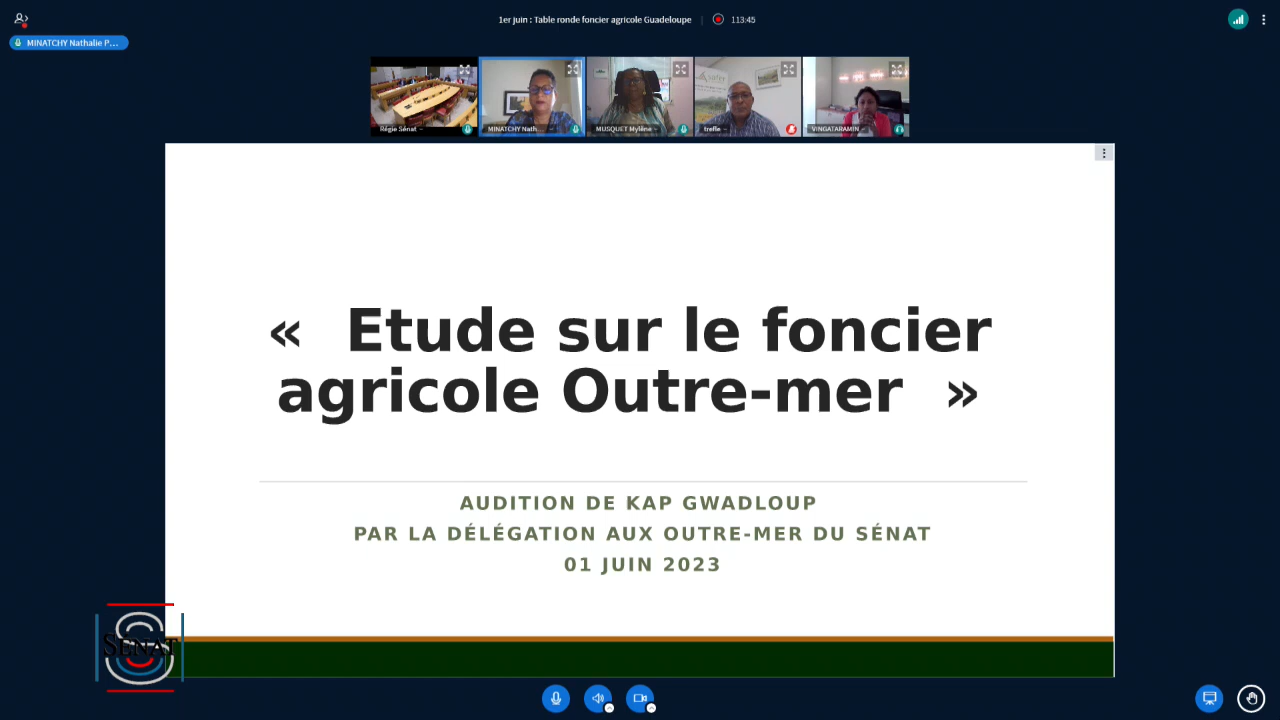 1er juin : Table ronde foncier agricole Guadeloupe
113:45
MINATCHY Nathalie P...
Régie Sénat
MINATCHY Nath...
MUSQUET Mylène
trefle
VINGATARAMIN
« Etude sur le foncier
agricole Outre-mer »
AUDITION DE KAP GWADLOUP
PAR LA DÉLÉGATION AUX OUTRE-MER DU SÉNAT
01 JUIN 2023
SÉNAT